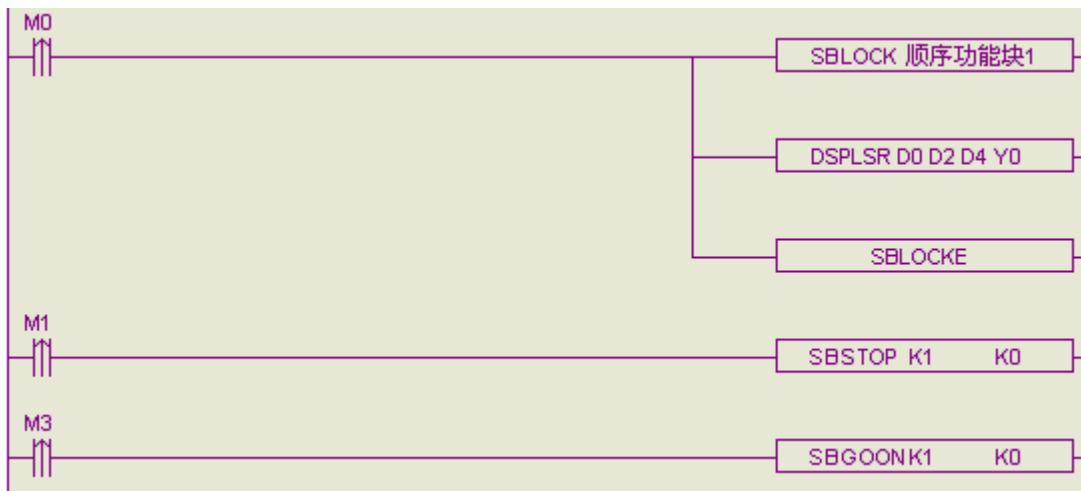 M0
SBLOCK 顺序功能块1
DSPLSR D0 D2 D4 Y0
SBLOCKE
M1
SBSTOP K1 K0
M3
SBGOON K1 K0